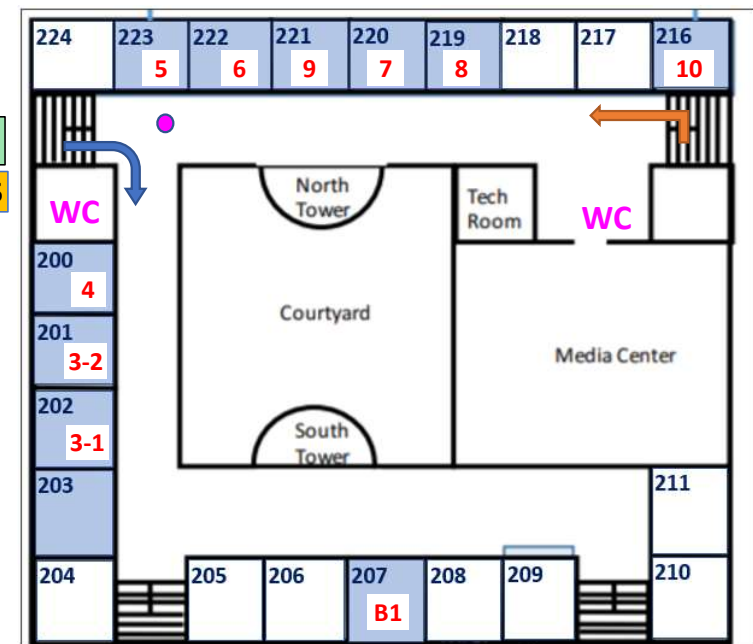 224 223 222 221 220 219 218 217 216
5 6 9 7 8 10
North
Tower
Tech
Room
WC WC
200
4
Courtyard
201
3-2
Media Center
202
3-1
South
Tower
203
211
204 205 206 207 208 209 210
B1